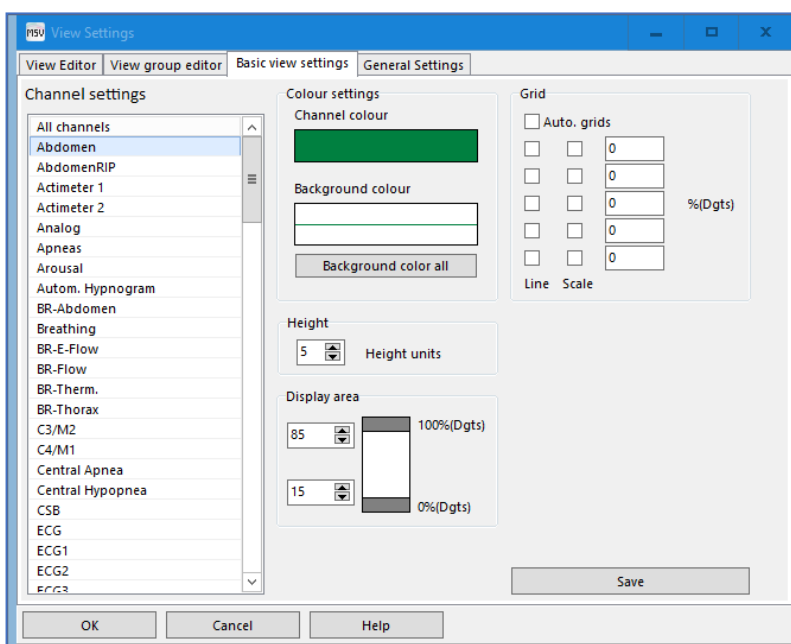 M5V View Settings
View Editor View group editor Basic view settings General Settings
Channel settings
All channels
Abdomen
AbdomenRIP
Actimeter 1
Actimeter 2
Analog
Apneas
Arousal
Autom. Hypnogram
BR-Abdomen
Breathing
BR-E-Flow
BR-Flow
BR-Therm.
BR-Thorax
C3/M2
C4/M1
Central Apnea
Central Hypopnea
CSB
ECG
ECG1
ECG2
ECG3
Colour settings
Channel colour
Background colour
Background color all
Height
5 Height units
Display area
85 100%(Dgts)
15 0%(Dgts)
Grid
Auto. grids
0
0
0 %(Dgts)
0
0
Line Scale
Save
OK Cancel Help